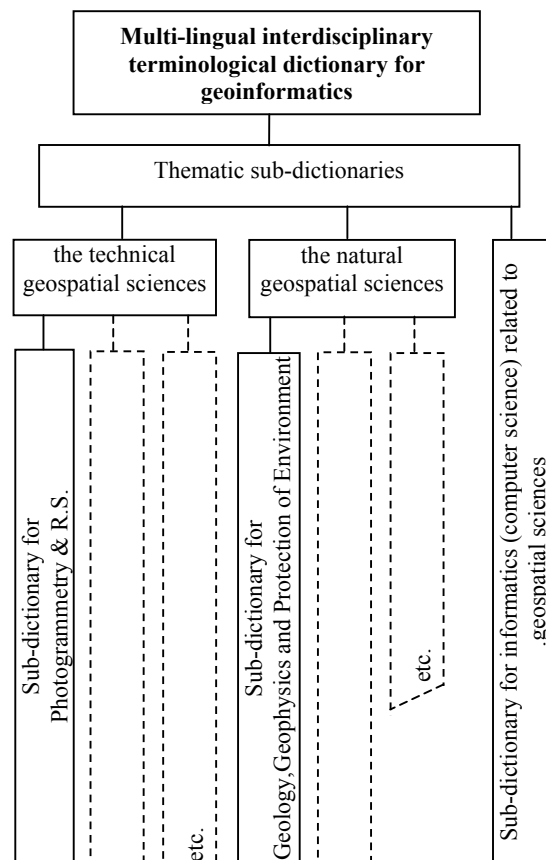 Multi-lingual interdisciplinary
terminological dictionary for
geoinformatics
Thematic sub-dictionaries
the technical
geospatial sciences
the natural
geospatial sciences
Sub-dictionary for
Photogrammetry & R.S.
etc.
Sub-dictionary for
Geology,Geophysics and Protection of Environment
etc.
Sub-dictionary for informatics (computer science) related to
.geospatial sciences